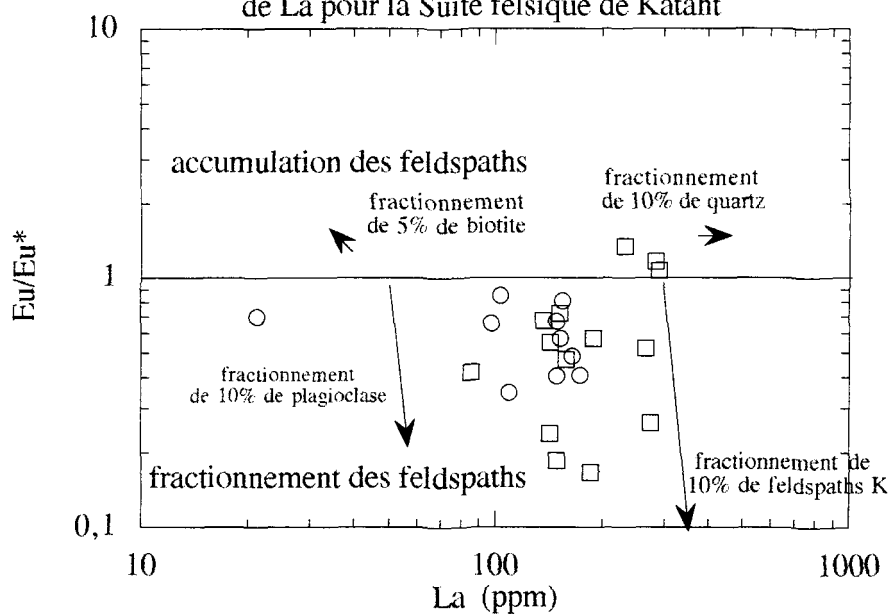 de La pour la Suite felsique de Katant
10
accumulation des feldspaths
fractionnement
de 5% de biotite
fractionnement
de 10% de quartz
Eu/Eu*
1
fractionnement
de 10% de plagioclase
fractionnement des feldspaths
fractionnement de
10% de feldspaths K
0,1
10
100
1000
La (ppm)